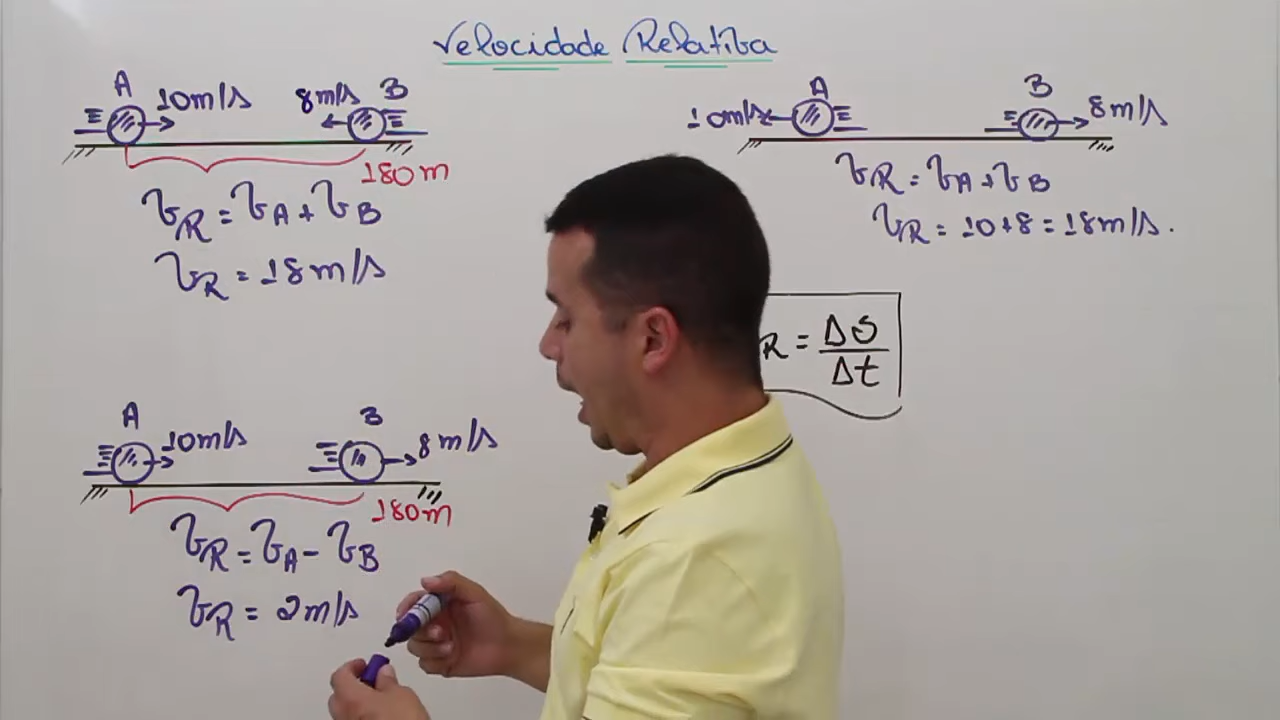 Velocidade Relativa
A
10m/s
8m/s
B
180m
VR = VA + VB
VR = 18m/s
A
10m/s
B
8m/s
VR = VA + VB
VR = 10+8 = 18m/s.
R = ΔS/Δt
A
10m/s
B
8m/s
180m
VR = VA - VB
VR = 2m/s